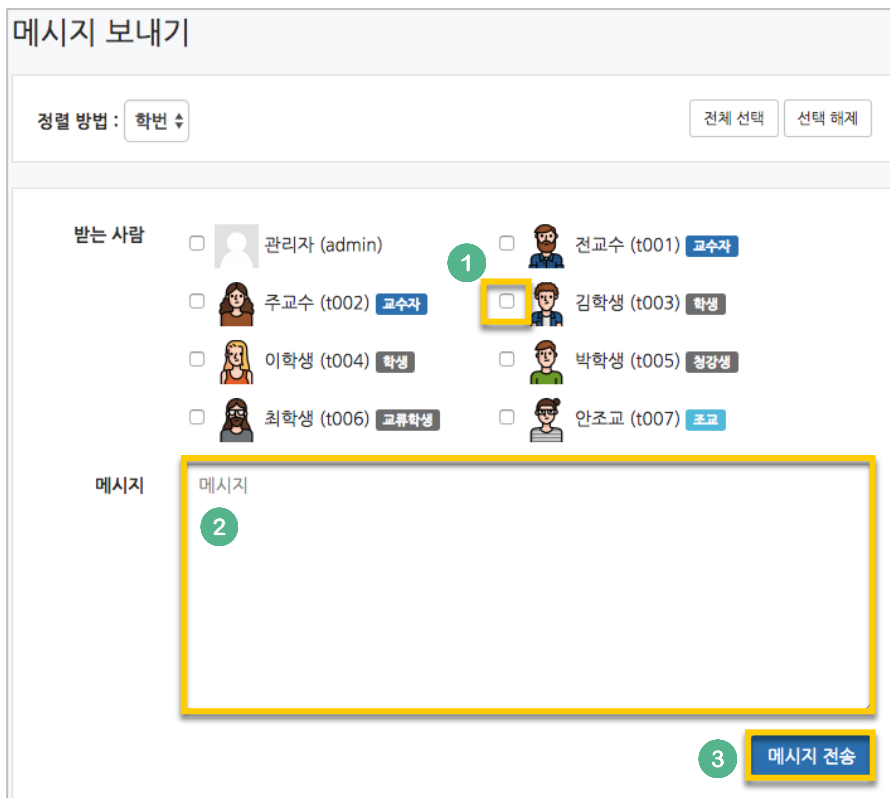 메시지 보내기
정렬 방법 : 학번 전체 선택 선택 해제
받는 사람 관리자 (admin) 전교수 (t001) 교수자
1
주교수 (t002) 교수자 김학생 (t003) 학생
이학생 (t004) 학생 박학생 (t005) 청강생
최학생 (t006) 교류학생 안조교 (t007) 조교
메시지 메시지
2
3 메시지 전송